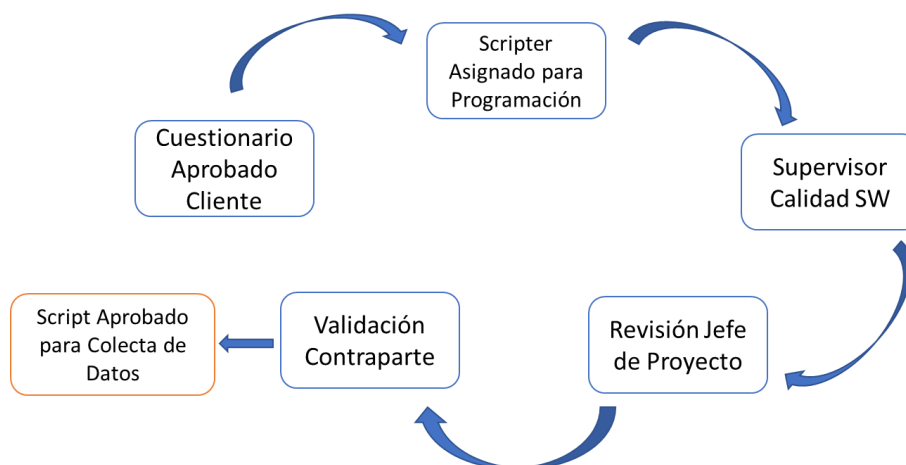 Cuestionario
Aprobado
Cliente
Scripter
Asignado para
Programación
Supervisor
Calidad SW
Revisión Jefe
de Proyecto
Validación
Contraparte
Script Aprobado
para Colecta de
Datos